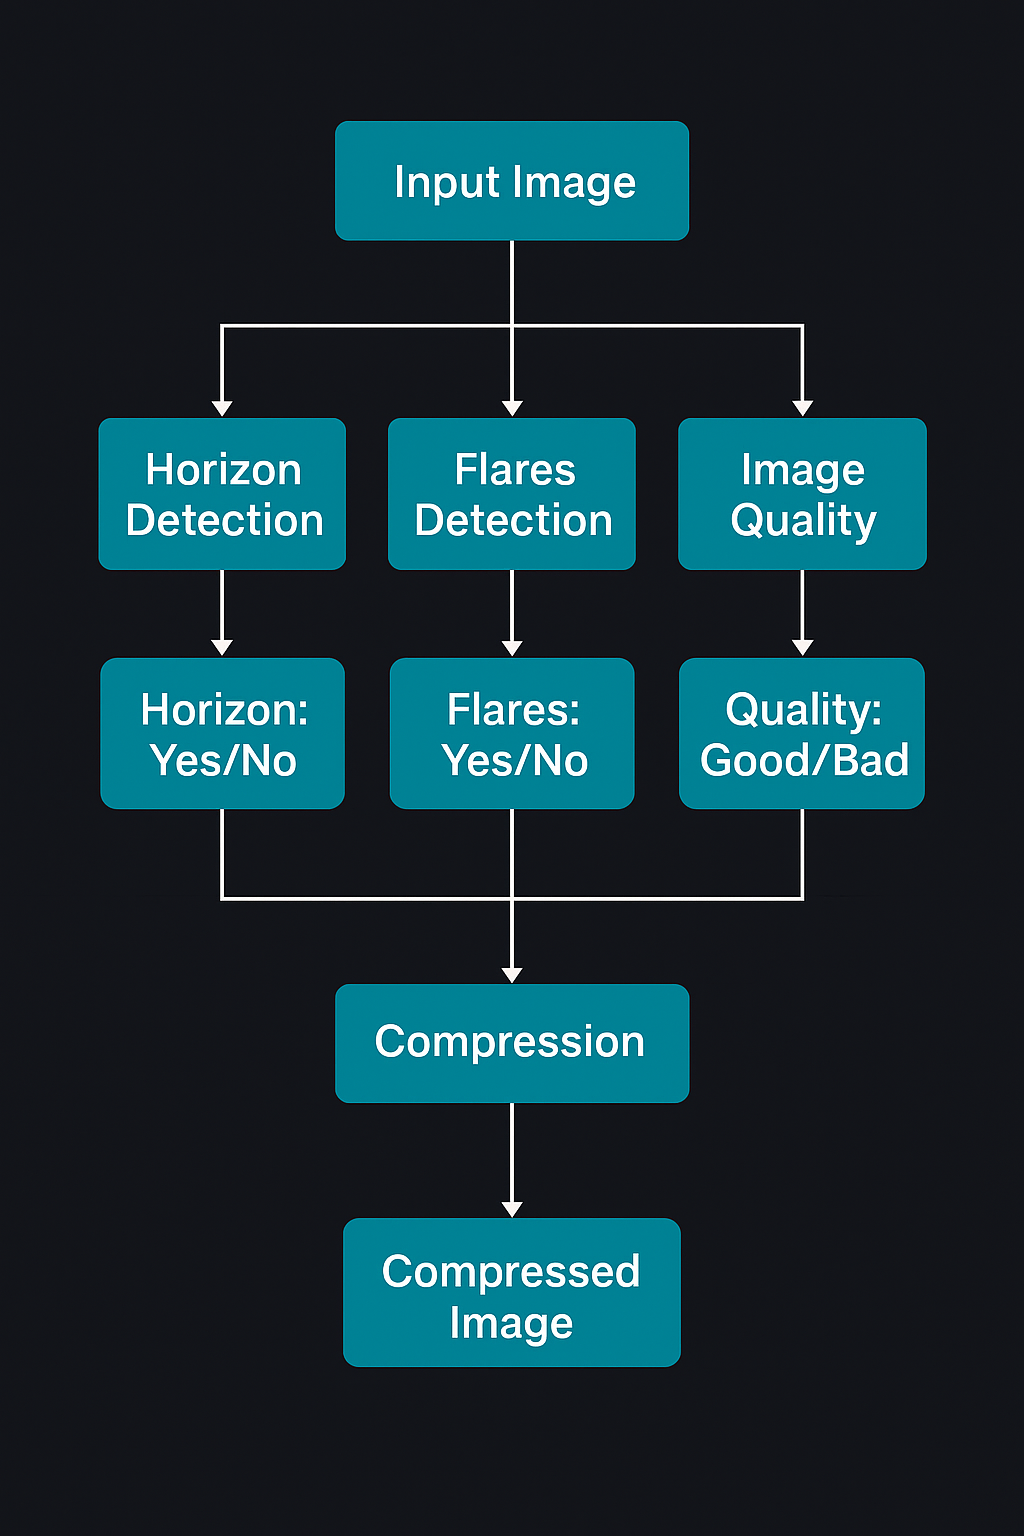 Input Image
Horizon
Detection
Flares
Detection
Image
Quality
Horizon:
Yes/No
Flares:
Yes/No
Quality:
Good/Bad
Compression
Compressed
Image